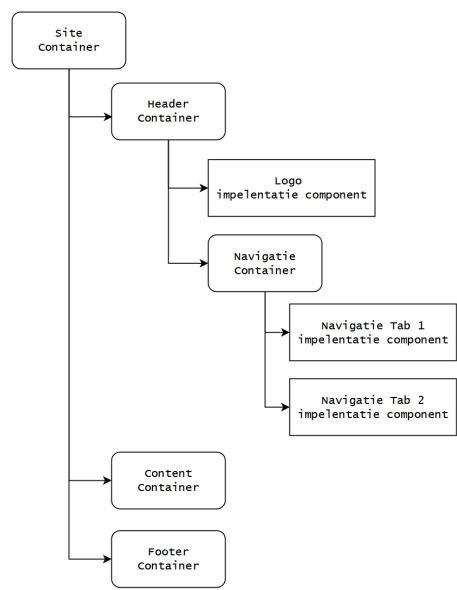 Site
Container
Header
Container
Logo
impelentatie component
Navigatie
Container
Navigatie Tab 1
impelentatie component
Navigatie Tab 2
impelentatie component
Content
Container
Footer
Container